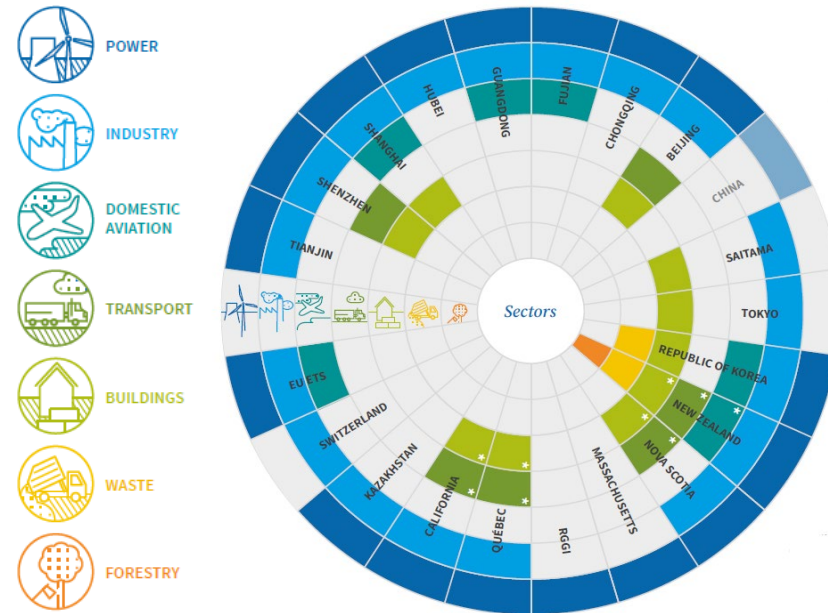 POWER
INDUSTRY
DOMESTIC
AVIATION
TRANSPORT
BUILDINGS
WASTE
FORESTRY
Sectors
TIANJIN
SHENZHEN
SHANGHAI
HUBEI
GUANGDONG
FUJIAN
CHONGQING
BEIJING
CHINA
SAITAMA
TOKYO
REPUBLIC OF KOREA
NEW ZEALAND
NOVA SCOTIA
MASSACHUSETTS
RGGI
QUÉBEC
CALIFORNIA
KAZAKHSTAN
SWITZERLAND
EU ETS